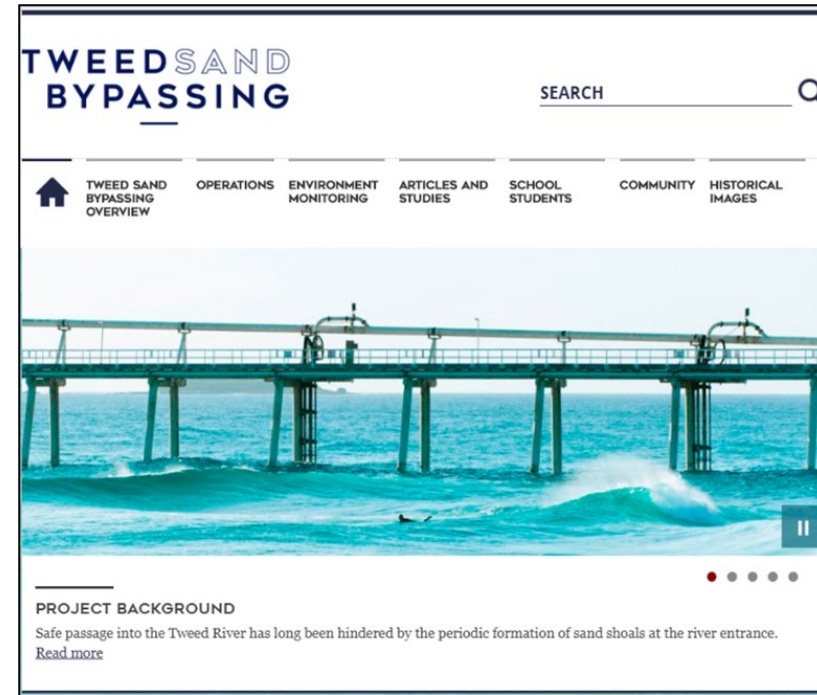 TWEED SAND
BYPASSING
SEARCH
TWEED SAND
BYPASSING
OVERVIEW
OPERATIONS
ENVIRONMENT
MONITORING
ARTICLES AND
STUDIES
SCHOOL
STUDENTS
COMMUNITY
HISTORICAL
IMAGES
PROJECT BACKGROUND
Safe passage into the Tweed River has long been hindered by the periodic formation of sand shoals at the river entrance.
Read more